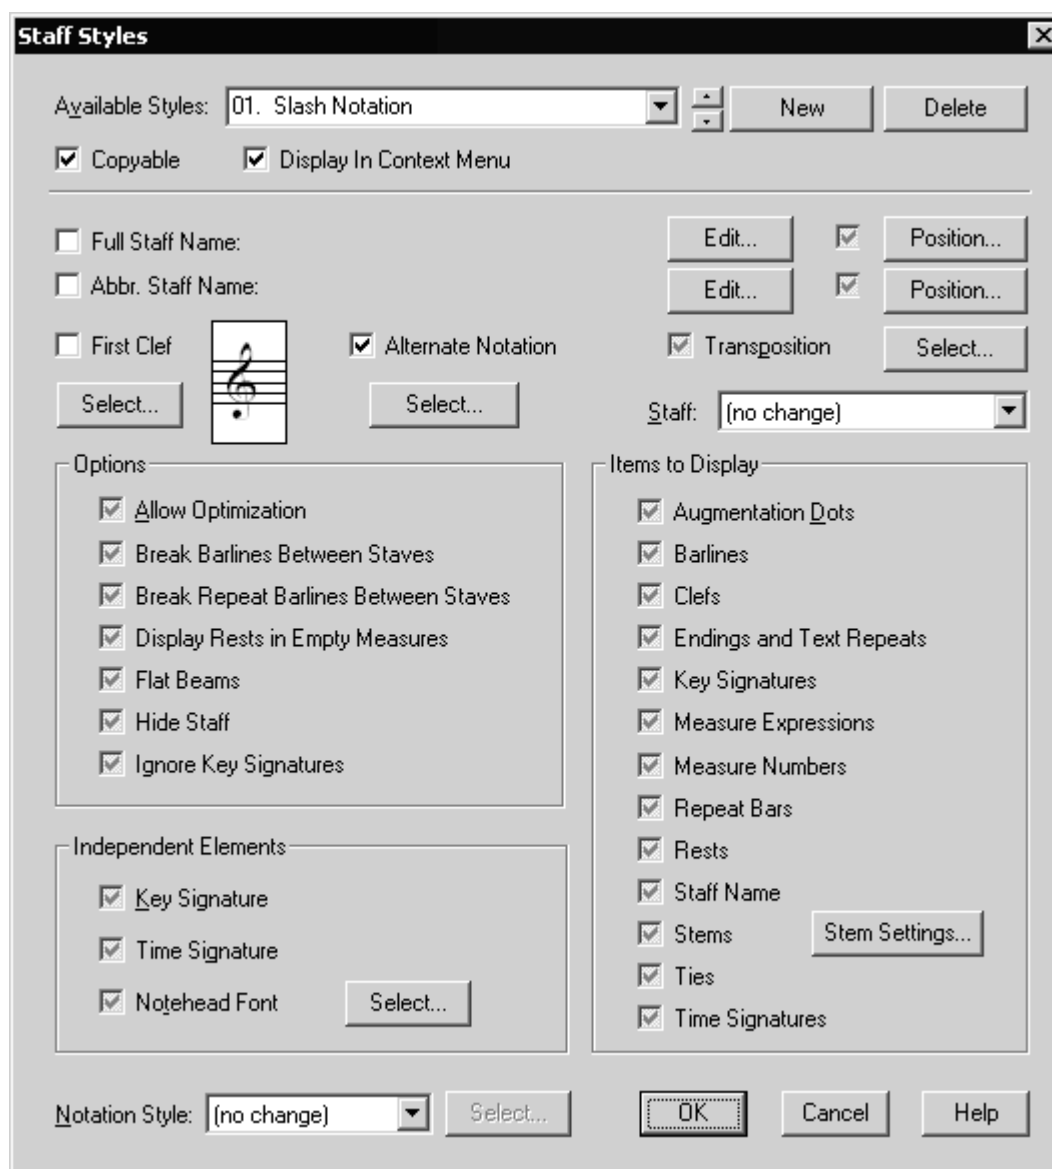 Staff Styles
Available Styles: 01. Slash Notation New Delete
Copyable Display In Context Menu
Full Staff Name: Edit... Position...
Abbr. Staff Name: Edit... Position...
First Clef Alternate Notation Transposition Select...
Select... Select... Staff: (no change)
Options
Allow Optimization
Break Barlines Between Staves
Break Repeat Barlines Between Staves
Display Rests in Empty Measures
Flat Beams
Hide Staff
Ignore Key Signatures
Independent Elements
Key Signature
Time Signature
Notehead Font Select...
Items to Display
Augmentation Dots
Barlines
Clefs
Endings and Text Repeats
Key Signatures
Measure Expressions
Measure Numbers
Repeat Bars
Rests
Staff Name
Stems Stem Settings...
Ties
Time Signatures
Notation Style: (no change) Select... OK Cancel Help